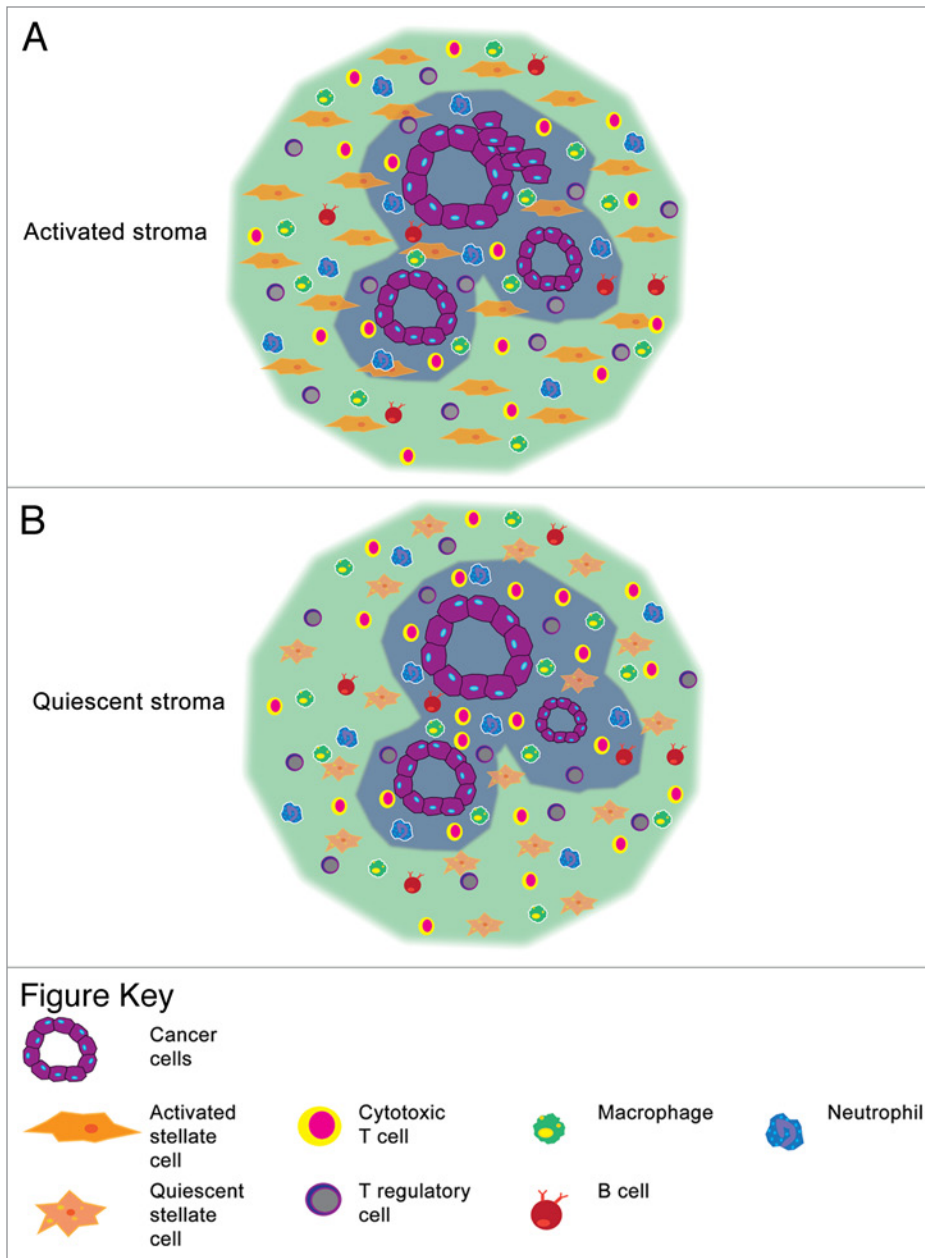 A
Activated stroma
B
Quiescent stroma
Figure Key
Cancer
cells
Activated
stellate
cell
Cytotoxic
T cell
Macrophage
Neutrophil
Quiescent
stellate
cell
T regulatory
cell
B cell